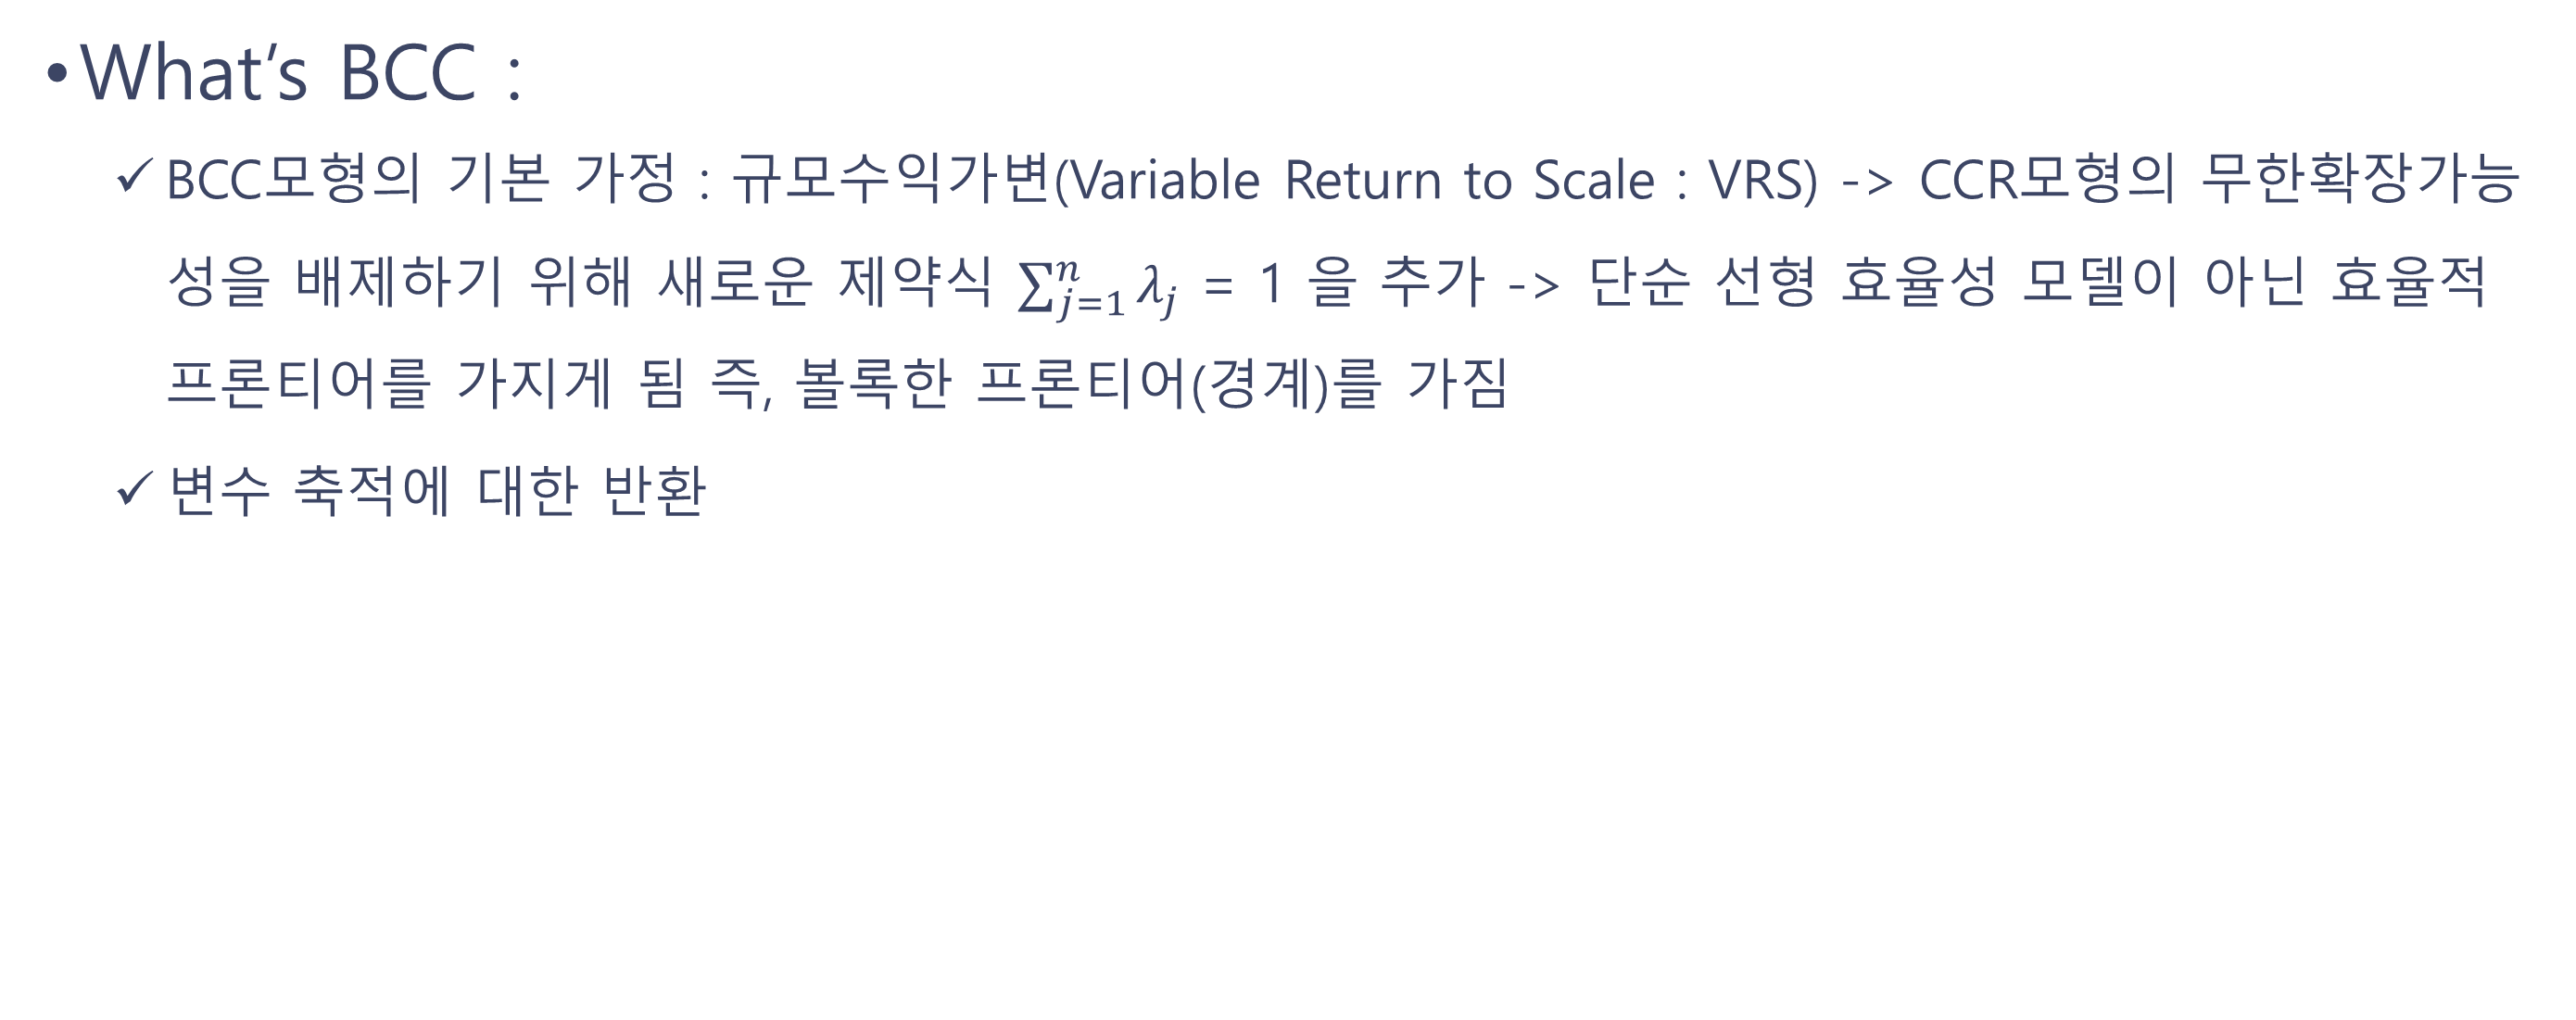 •What‘s BCC :
✓BCC모형의 기본 가정 : 규모수익가변(Variable Return to Scale : VRS) -> CCR모형의 무한확장가능
성을 배제하기 위해 새로운 제약식 ∑ⁿⱼ₌₁ λⱼ = 1 을 추가 -> 단순 선형 효율성 모델이 아닌 효율적
프론티어를 가지게 됨 즉, 볼록한 프론티어(경계)를 가짐
✓변수 축적에 대한 반환